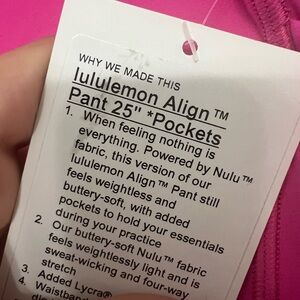 WHY WE MADE THIS
lululemon Align™
Pant 25" *Pockets
1. When feeling nothing is
everything. Powered by Nulu™
fabric, this version of our
lululemon Align™ Pant still
feels weightless and
buttery-soft, with added
pockets to hold your essentials
during your practice
2. Our buttery-soft Nulu™ fabric
feels weightlessly light and is
sweat-wicking and four-way
stretch
3. Added Lycra®
4. Waistband